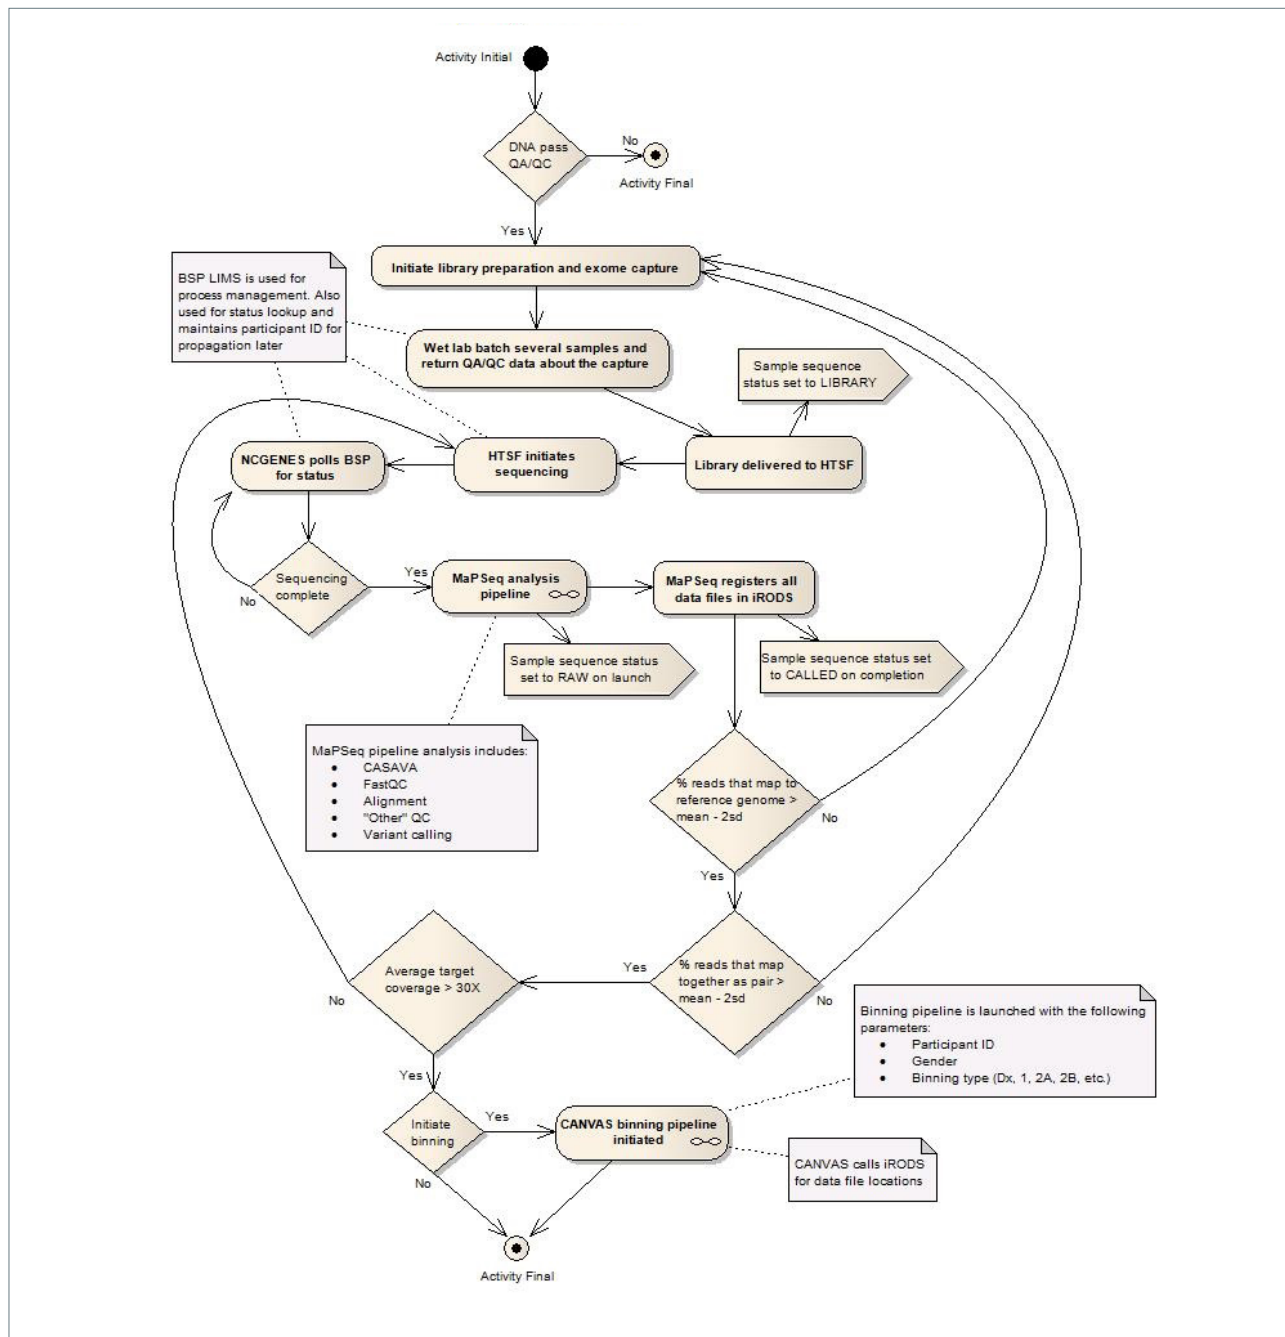 Activity Initial
DNA pass
QA/QC
No
Activity Final
Yes
Initiate library preparation and exome capture
BSP LIMS is used for
process management. Also
used for status lookup and
maintains participant ID for
propagation later
Wet lab batch several samples and
return QA/QC data about the capture
Sample sequence
status set to LIBRARY
NCGENES polls BSP
for status
HTSF initiates
sequencing
Library delivered to HTSF
Sequencing
complete
No
Yes
MaPSeq analysis
pipeline
MaPSeq registers all
data files in iRODS
Sample sequence status
set to RAW on launch
Sample sequence status set
to CALLED on completion
MaPSeq pipeline analysis includes:
• CASAVA
• FastQC
• Alignment
• "Other" QC
• Variant calling
% reads that map to
reference genome >
mean - 2sd
No
Yes
% reads that map
together as pair >
mean - 2sd
No
Yes
Average target
coverage > 30X
No
Yes
Binning pipeline is launched with the following
parameters:
• Participant ID
• Gender
• Binning type (Dx, 1, 2A, 2B, etc.)
Initiate
binning
Yes
No
CANVAS binning pipeline
initiated
CANVAS calls iRODS
for data file locations
Activity Final